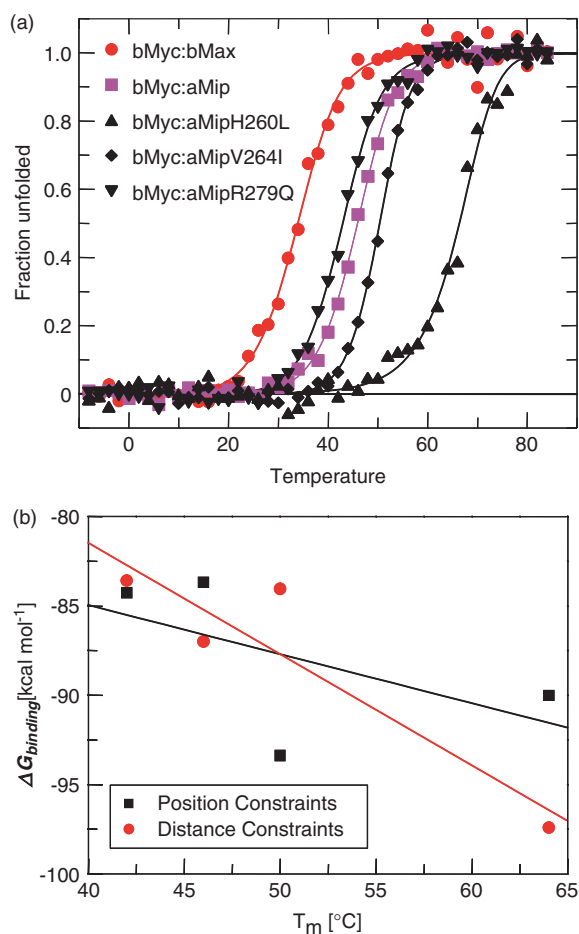 (a)
bMyc:bMax
bMyc:aMip
bMyc:aMipH260L
bMyc:aMipV264I
bMyc:aMipR279Q
1.0
0.8
0.6
0.4
0.2
0
Fraction unfolded
0 20 40 60 80
Temperature
(b)
-80
-85
-90
-95
-100
ΔGbinding[kcal mol-1]
Position Constraints
Distance Constraints
40 45 50 55 60 65
Tm [°C]